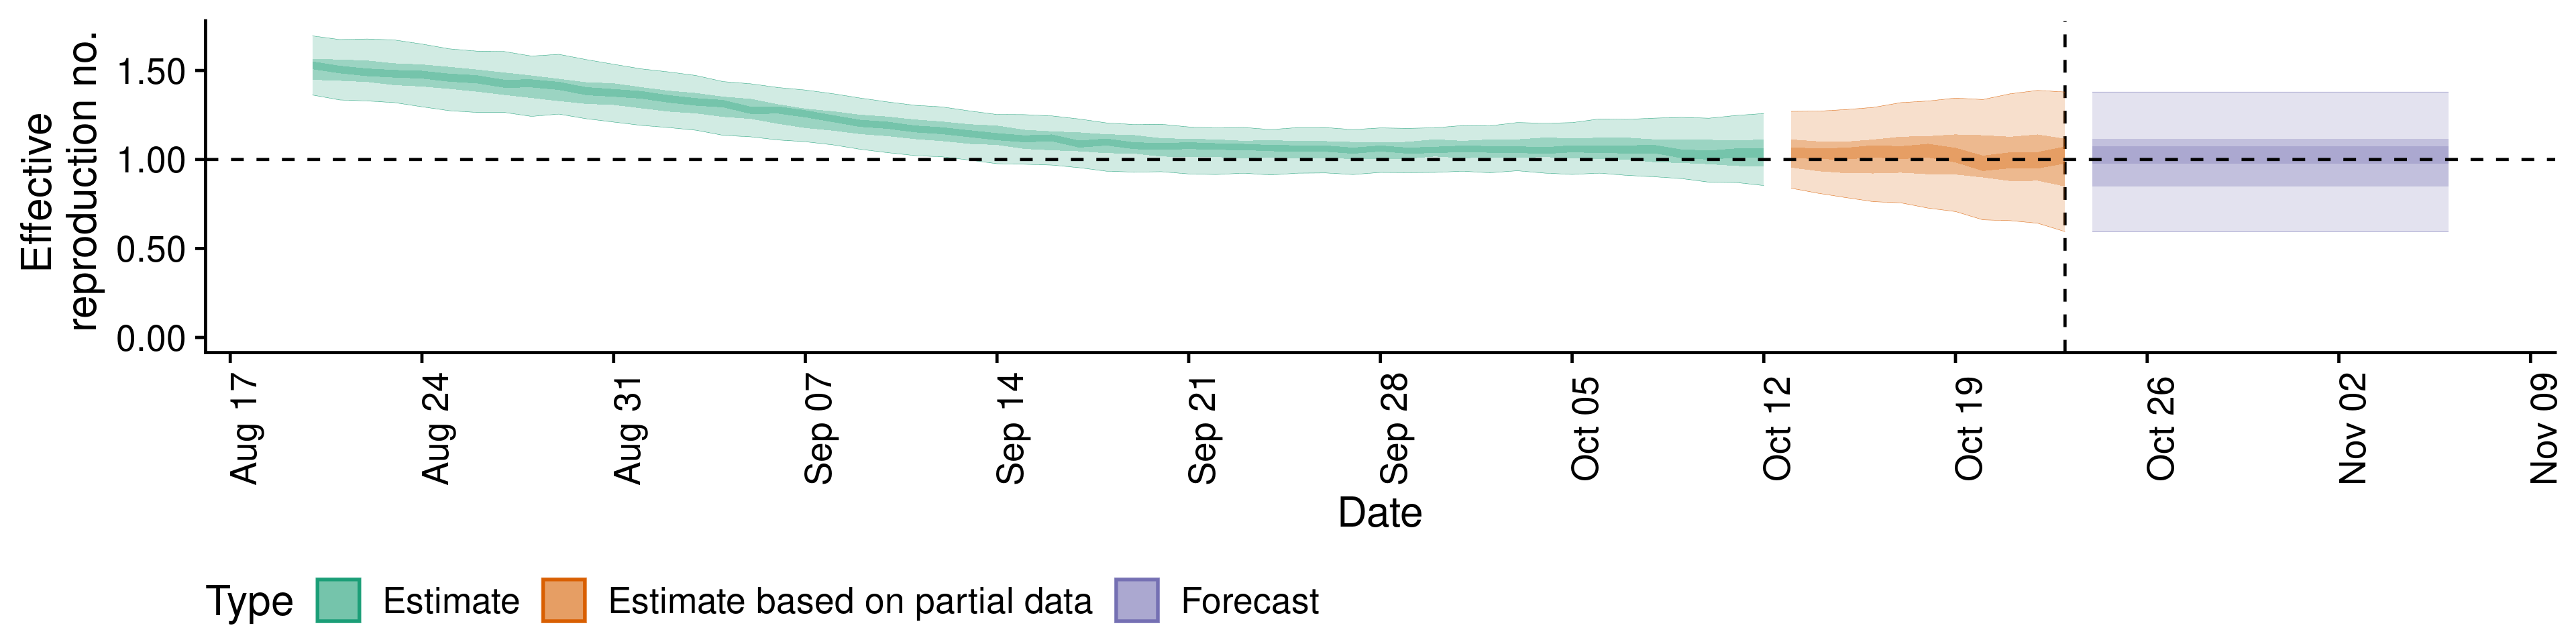 Effective
reproduction no.
1.50
1.00
0.50
0.00
Aug 17
Aug 24
Aug 31
Sep 07
Sep 14
Sep 21
Sep 28
Oct 05
Oct 12
Oct 19
Oct 26
Nov 02
Nov 09
Date
Type Estimate Estimate based on partial data Forecast